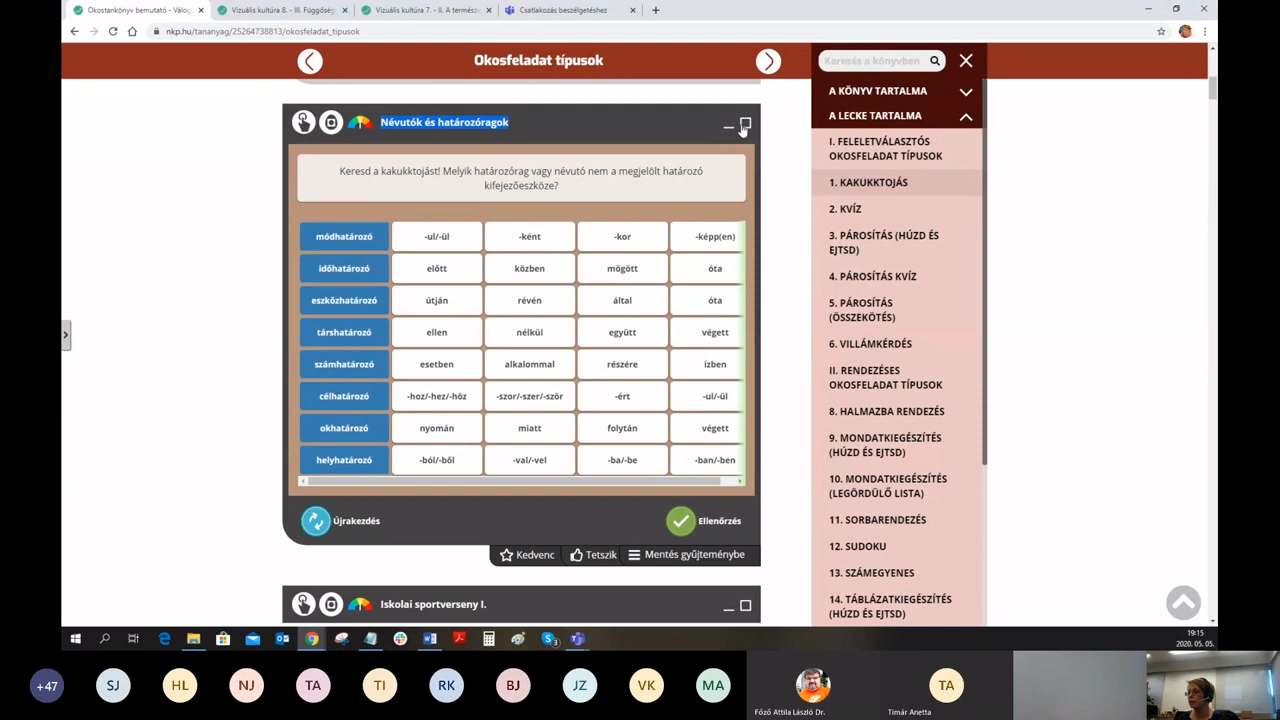 Okostankönyv bemutató - Válog
Vizuális kultúra 8. - III. Függőség
Vizuális kultúra 7. - II. A termész
Csatlakozás beszélgetéshez
nkp.hu/tananyag/25264738813/okosfeladat_tipusok
Okosfeladat típusok
Keresés a könyvben
A KÖNYV TARTALMA
A LECKE TARTALMA
I. FELELETVÁLASZTÓS
OKOSFELADAT TÍPUSOK
1. KAKUKKTOJÁS
2. KVÍZ
3. PÁROSÍTÁS (HÚZD ÉS
EJTSD)
4. PÁROSÍTÁS KVÍZ
5. PÁROSÍTÁS
(ÖSSZEKÖTÉS)
6. VILLÁMKÉRDÉS
II. RENDEZÉSES
OKOSFELADAT TÍPUSOK
8. HALMAZBA RENDEZÉS
9. MONDATKIEGÉSZÍTÉS
(HÚZD ÉS EJTSD)
10. MONDATKIEGÉSZÍTÉS
(LEGÖRDÜLŐ LISTA)
11. SORBARENDEZÉS
12. SUDOKU
13. SZÁMEGYENES
14. TÁBLÁZATKIEGÉSZÍTÉS
(HÚZD ÉS EJTSD)
Névutók és határozóragok
Keresd a kakukktojást! Melyik határozórag vagy névutó nem a megjelölt határozó
kifejezőeszköze?
módhatározó -ul/-ül -ként -kor -képp(en)
időhatározó előtt közben mögött óta
eszközhatározó útján révén által óta
társhatározó ellen nélkül együtt végett
számhatározó esetben alkalommal részére ízben
célhatározó -hoz/-hez/-höz -szor/-szer/-ször -ért -ul/-ül
okhatározó nyomán miatt folytán végett
helyhatározó -ból/-ből -val/-vel -ba/-be -ban/-ben
Újrakezdés Ellenőrzés
Kedvenc Tetszik Mentés gyűjteménybe
Iskolai sportverseny I.
19:15
2020. 05. 05.
+47 SJ HL NJ TA TI RK BJ JZ VK MA TA
Főző Attila László Dr. Timár Anetta